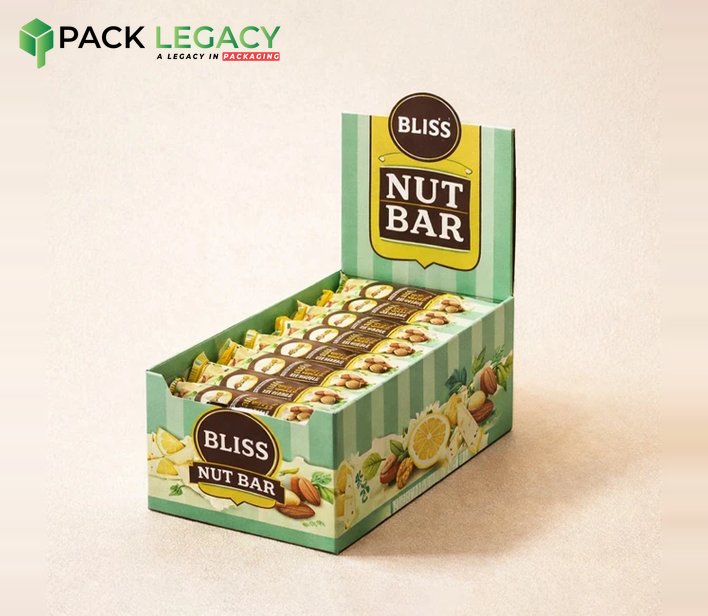 PACK LEGACY
A LEGACY IN PACKAGING
BLISS
NUT
BAR
BLISS
NUT BAR